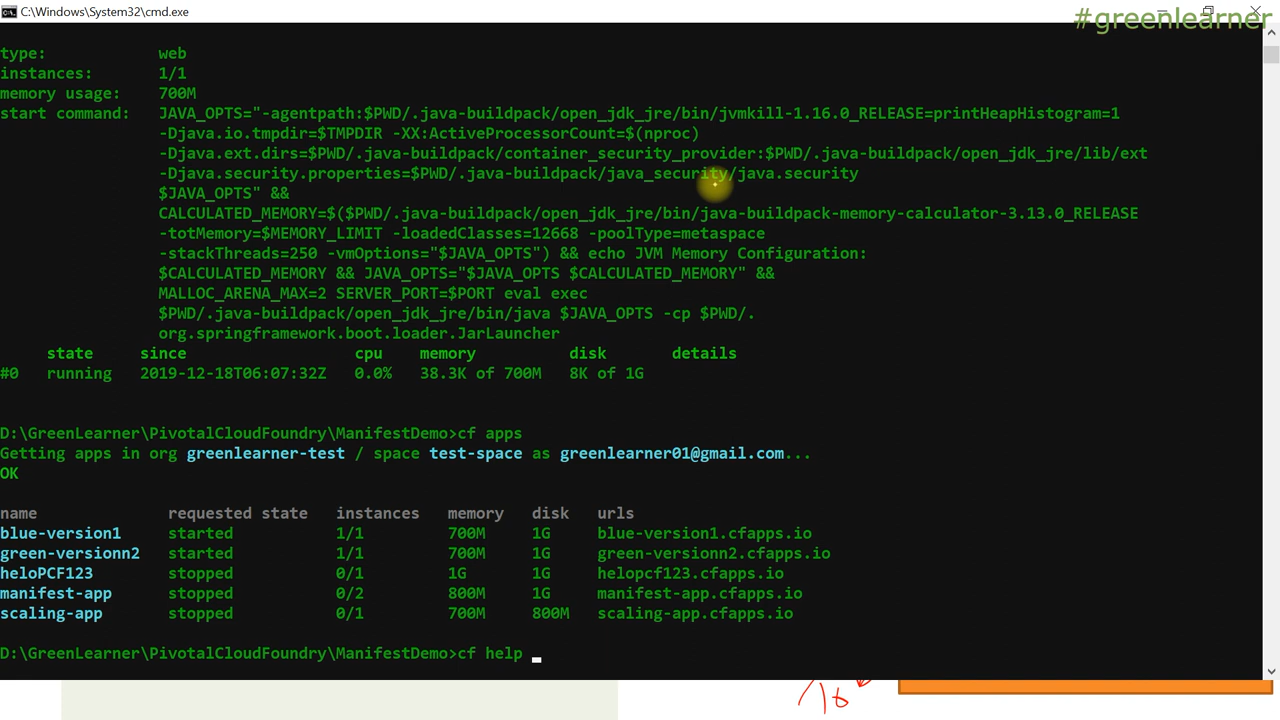 C:\Windows\System32\cmd.exe
#greenlearner
type: web
instances: 1/1
memory usage: 700M
start command: JAVA_OPTS="-agentpath:$PWD/.java-buildpack/open_jdk_jre/bin/jvmkill-1.16.0_RELEASE=printHeapHistogram=1
-Djava.io.tmpdir=$TMPDIR -XX:ActiveProcessorCount=$(nproc)
-Djava.ext.dirs=$PWD/.java-buildpack/container_security_provider:$PWD/.java-buildpack/open_jdk_jre/lib/ext
-Djava.security.properties=$PWD/.java-buildpack/java_security/java.security
$JAVA_OPTS" &&
CALCULATED_MEMORY=$($PWD/.java-buildpack/open_jdk_jre/bin/java-buildpack-memory-calculator-3.13.0_RELEASE
-totMemory=$MEMORY_LIMIT -loadedClasses=12668 -poolType=metaspace
-stackThreads=250 -vmOptions="$JAVA_OPTS") && echo JVM Memory Configuration:
$CALCULATED_MEMORY && JAVA_OPTS="$JAVA_OPTS $CALCULATED_MEMORY" &&
MALLOC_ARENA_MAX=2 SERVER_PORT=$PORT eval exec
$PWD/.java-buildpack/open_jdk_jre/bin/java $JAVA_OPTS -cp $PWD/.
org.springframework.boot.loader.JarLauncher
state since cpu memory disk details
#0 running 2019-12-18T06:07:32Z 0.0% 38.3K of 700M 8K of 1G
D:\GreenLearner\PivotalCloudFoundry\ManifestDemo>cf apps
Getting apps in org greenlearner-test / space test-space as greenlearner01@gmail.com...
OK
name requested state instances memory disk urls
blue-version1 started 1/1 700M 1G blue-version1.cfapps.io
green-versionn2 started 1/1 700M 1G green-versionn2.cfapps.io
heloPCF123 stopped 0/1 1G 1G helopcf123.cfapps.io
manifest-app stopped 0/2 800M 1G manifest-app.cfapps.io
scaling-app stopped 0/1 700M 800M scaling-app.cfapps.io
D:\GreenLearner\PivotalCloudFoundry\ManifestDemo>cf help